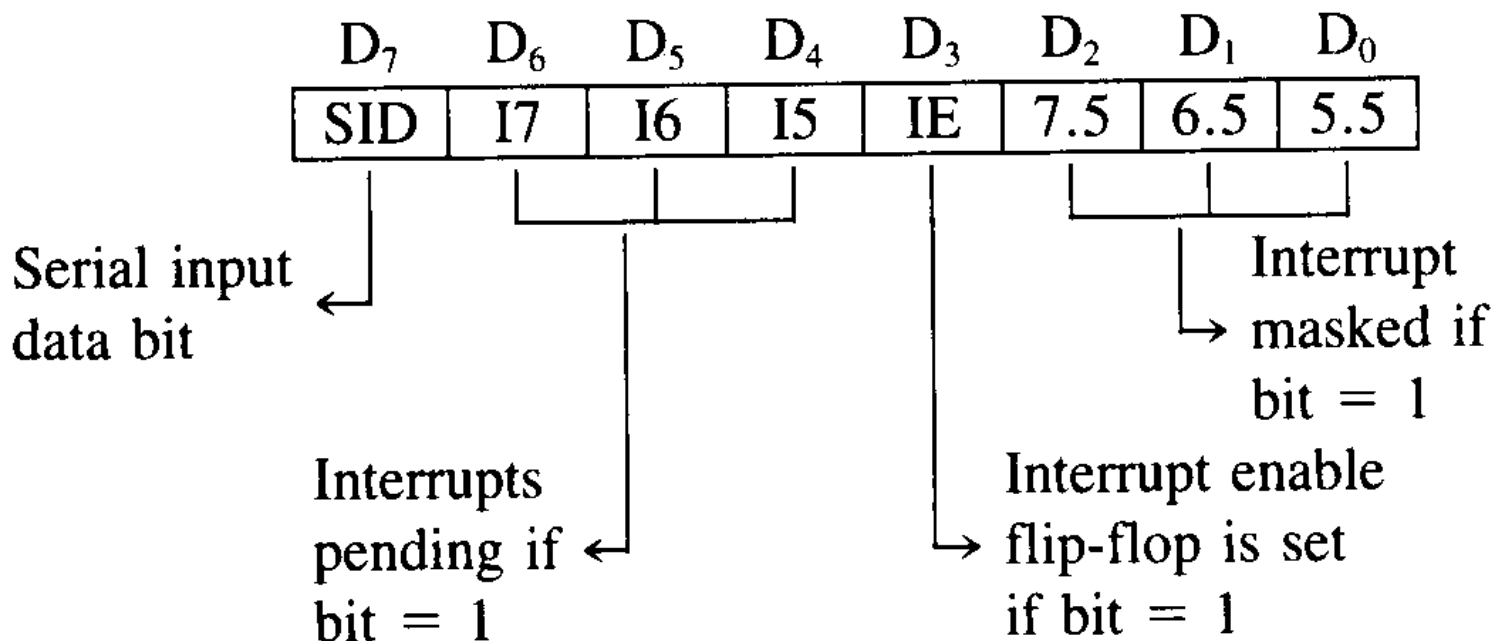 D₇ D₆ D₅ D₄ D₃ D₂ D₁ D₀
SID I7 I6 I5 IE 7.5 6.5 5.5
Serial input
data bit
Interrupts
pending if
bit = 1
Interrupt enable
flip-flop is set
if bit = 1
Interrupt
masked if
bit = 1